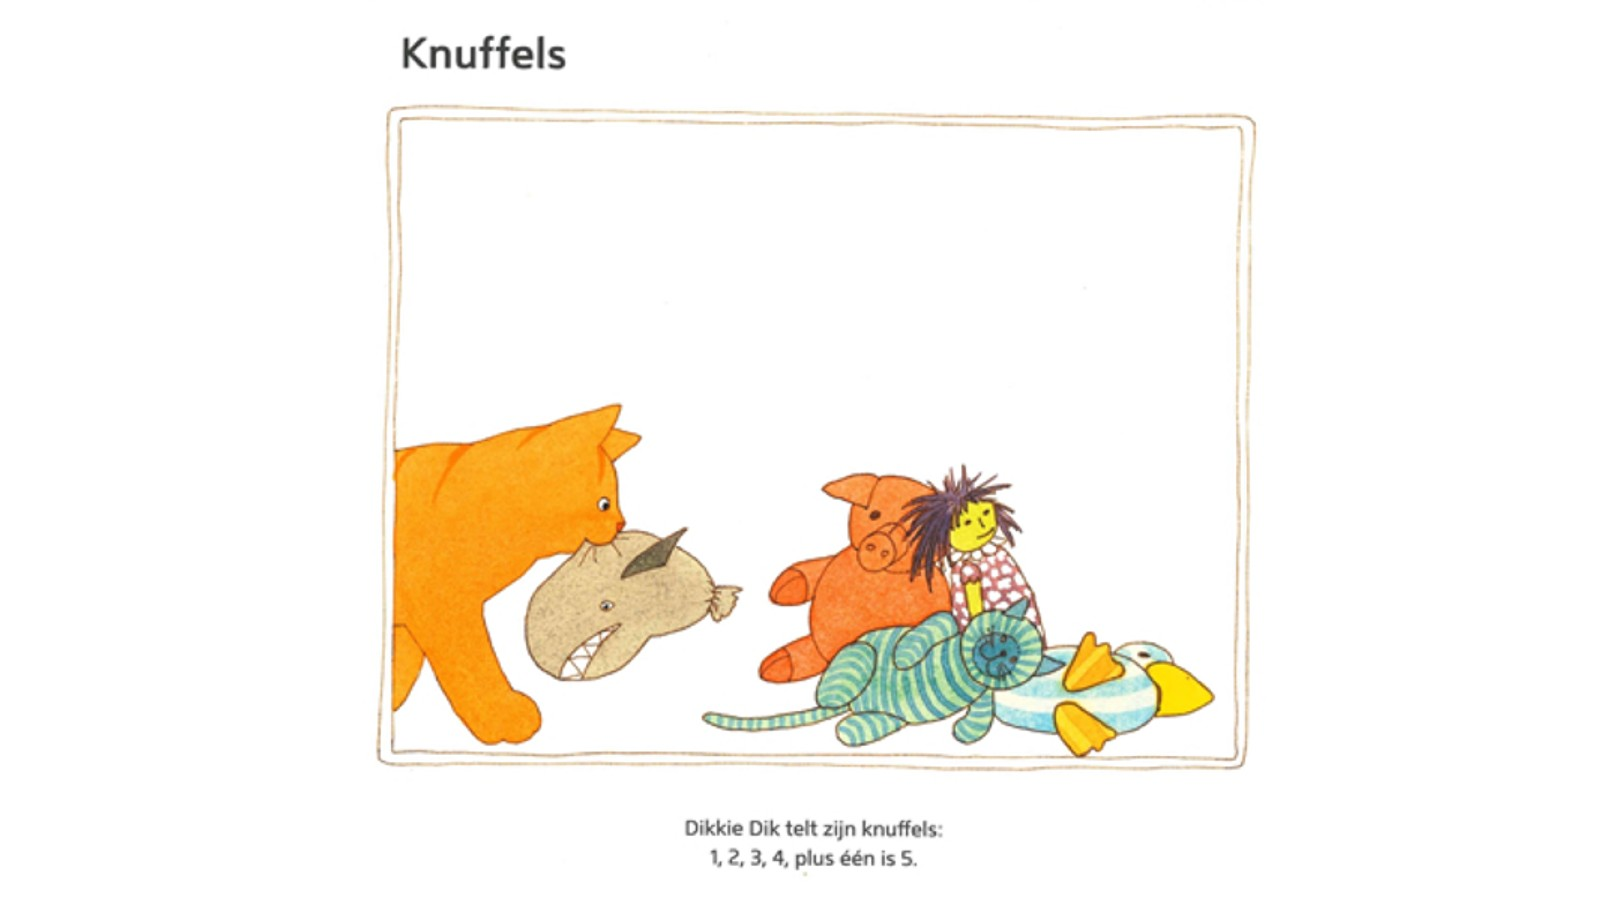 Knuffels
Dikkie Dik telt zijn knuffels:
1, 2, 3, 4, plus één is 5.